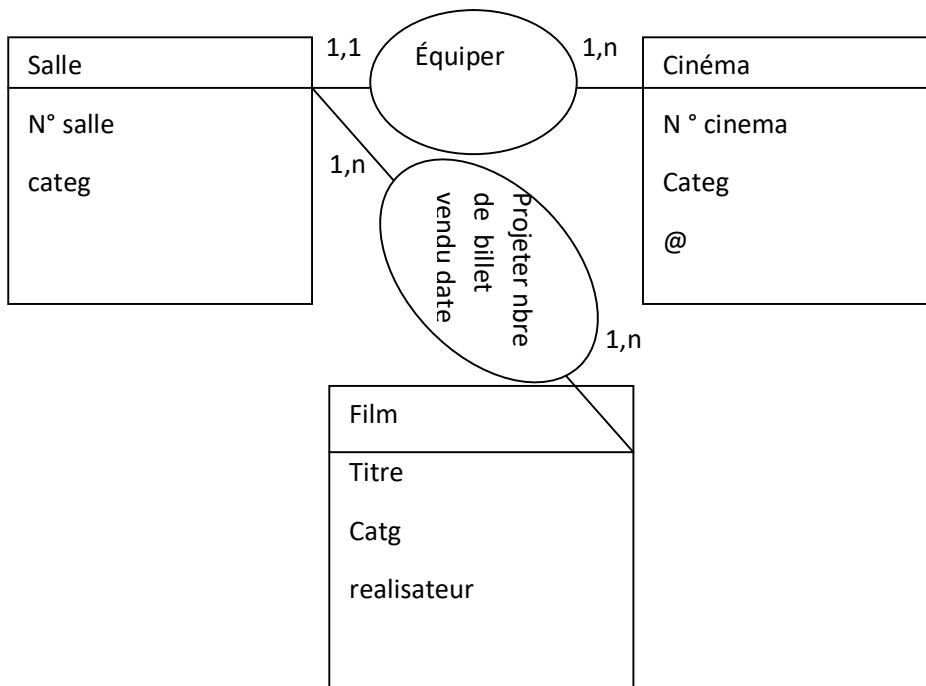 Salle
N° salle
categ
1,1
Équiper
1,n
Cinéma
N ° cinema
Categ
@
1,n
Projeter nbre
de billet
vendu date
1,n
Film
Titre
Catg
realisateur